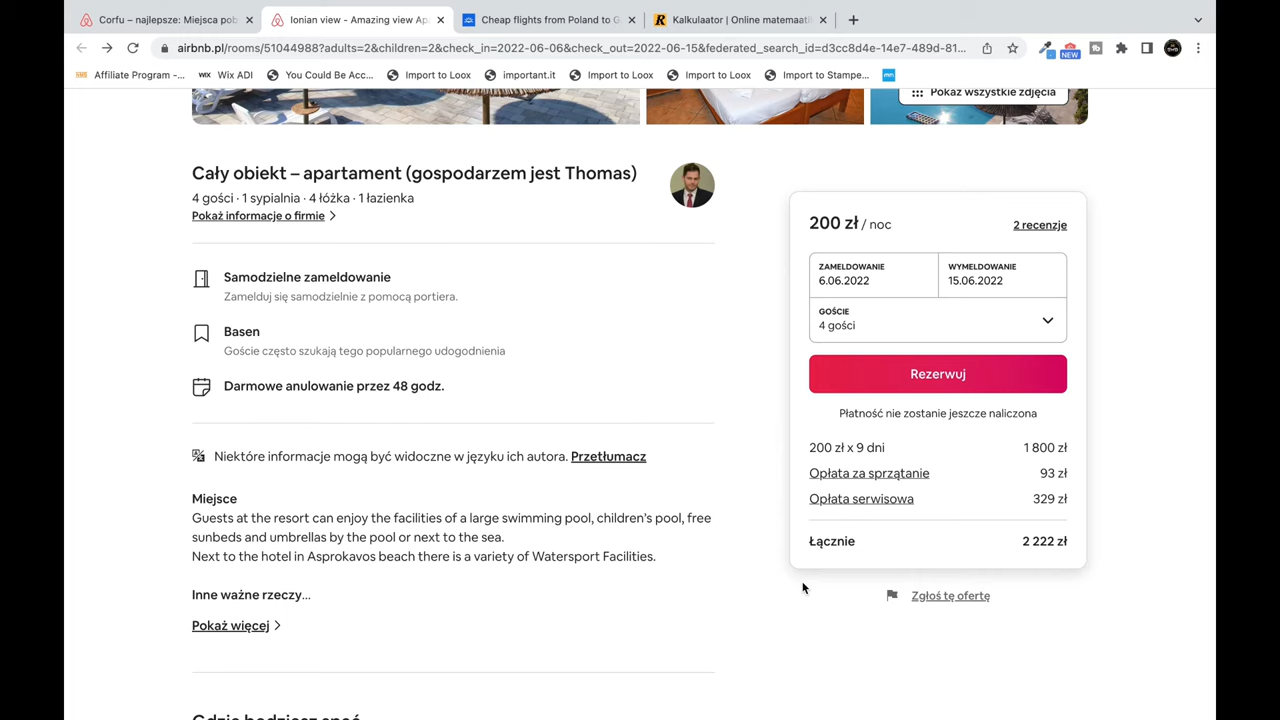 Corfu – najlepsze: Miejsca pob
Ionian view - Amazing view Ap
Cheap flights from Poland to G
Kalkulaator | Online matemaati
airbnb.pl/rooms/51044988?adults=2&children=2&check_in=2022-06-06&check_out=2022-06-15&federated_search_id=d3cc8d4e-14e7-489d-81...
NEW
Affiliate Program -...
WIX Wix ADI
You Could Be Acc...
Import to Loox
important.it
Import to Loox
Import to Loox
Import to Stampe...
Pokaż wszystkie zdjęcia
Cały obiekt – apartament (gospodarzem jest Thomas)
4 gości · 1 sypialnia · 4 łóżka · 1 łazienka
Pokaż informacje o firmie
Samodzielne zameldowanie
Zamelduj się samodzielnie z pomocą portiera.
Basen
Goście często szukają tego popularnego udogodnienia
Darmowe anulowanie przez 48 godz.
Niektóre informacje mogą być widoczne w języku ich autora. Przetłumacz
Miejsce
Guests at the resort can enjoy the facilities of a large swimming pool, children's pool, free
sunbeds and umbrellas by the pool or next to the sea.
Next to the hotel in Asprokavos beach there is a variety of Watersport Facilities.
Inne ważne rzeczy...
Pokaż więcej
200 zł / noc
2 recenzje
ZAMELDOWANIE
6.06.2022
WYMELDOWANIE
15.06.2022
GOŚCIE
4 gości
Rezerwuj
Płatność nie zostanie jeszcze naliczona
200 zł x 9 dni 1 800 zł
Opłata za sprzątanie 93 zł
Opłata serwisowa 329 zł
Łącznie 2 222 zł
Zgłoś tę ofertę
Gdzie będziesz spać